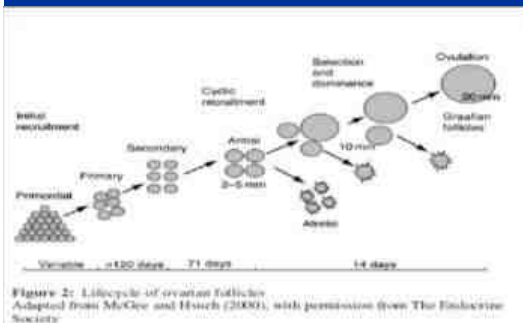 Ovulation
Selection
and
dominance
Cyclic
recruitment
20 mm
Graafian
follicles
Initial
recruitment
Secondary
Antral
10 mm
Primary
2–5 mm
Primordial
Atretic
Variable >120 days 71 days 14 days
Figure 2: Lifecycle of ovarian follicles
Adapted from McGee and Hsueh (2000), with permission from The Endocrine
Society